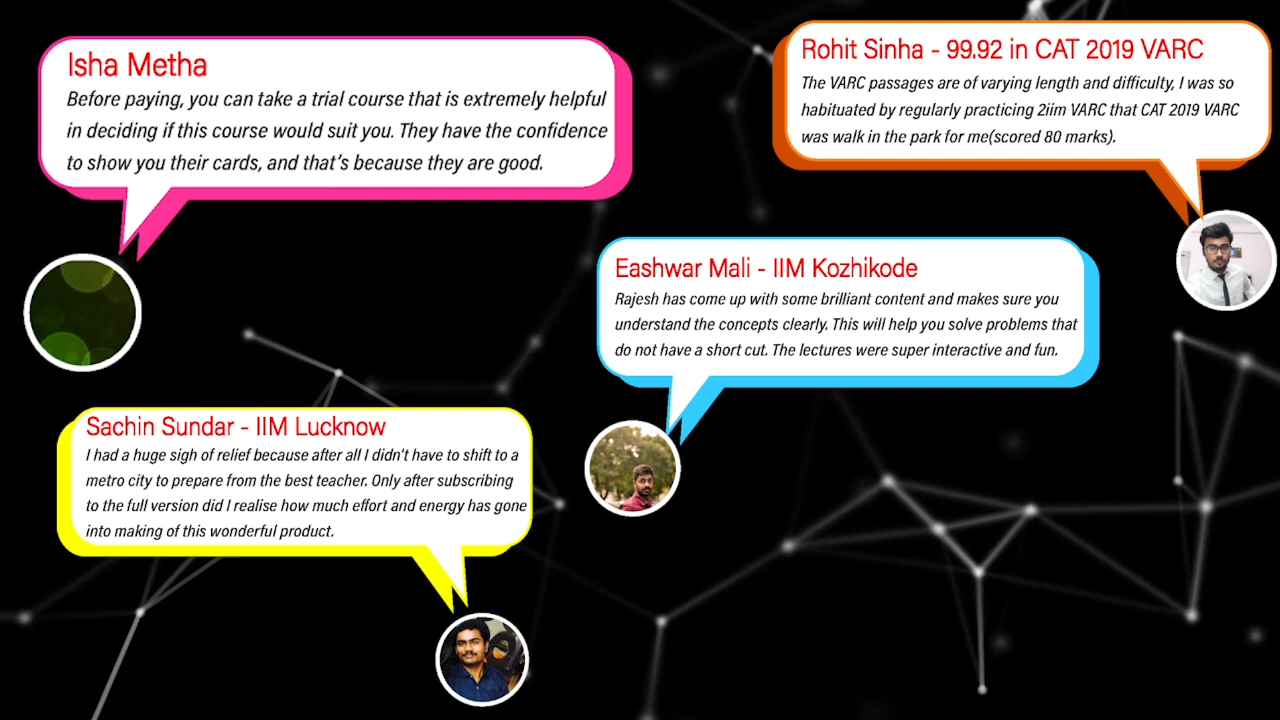 Isha Metha
Before paying, you can take a trial course that is extremely helpful
in deciding if this course would suit you. They have the confidence
to show you their cards, and that's because they are good.
Rohit Sinha - 99.92 in CAT 2019 VARC
The VARC passages are of varying length and difficulty, I was so
habituated by regularly practicing 2iim VARC that CAT 2019 VARC
was walk in the park for me(scored 80 marks).
Eashwar Mali - IIM Kozhikode
Rajesh has come up with some brilliant content and makes sure you
understand the concepts clearly. This will help you solve problems that
do not have a short cut. The lectures were super interactive and fun.
Sachin Sundar - IIM Lucknow
I had a huge sigh of relief because after all I didn't have to shift to a
metro city to prepare from the best teacher. Only after subscribing
to the full version did I realise how much effort and energy has gone
into making of this wonderful product.